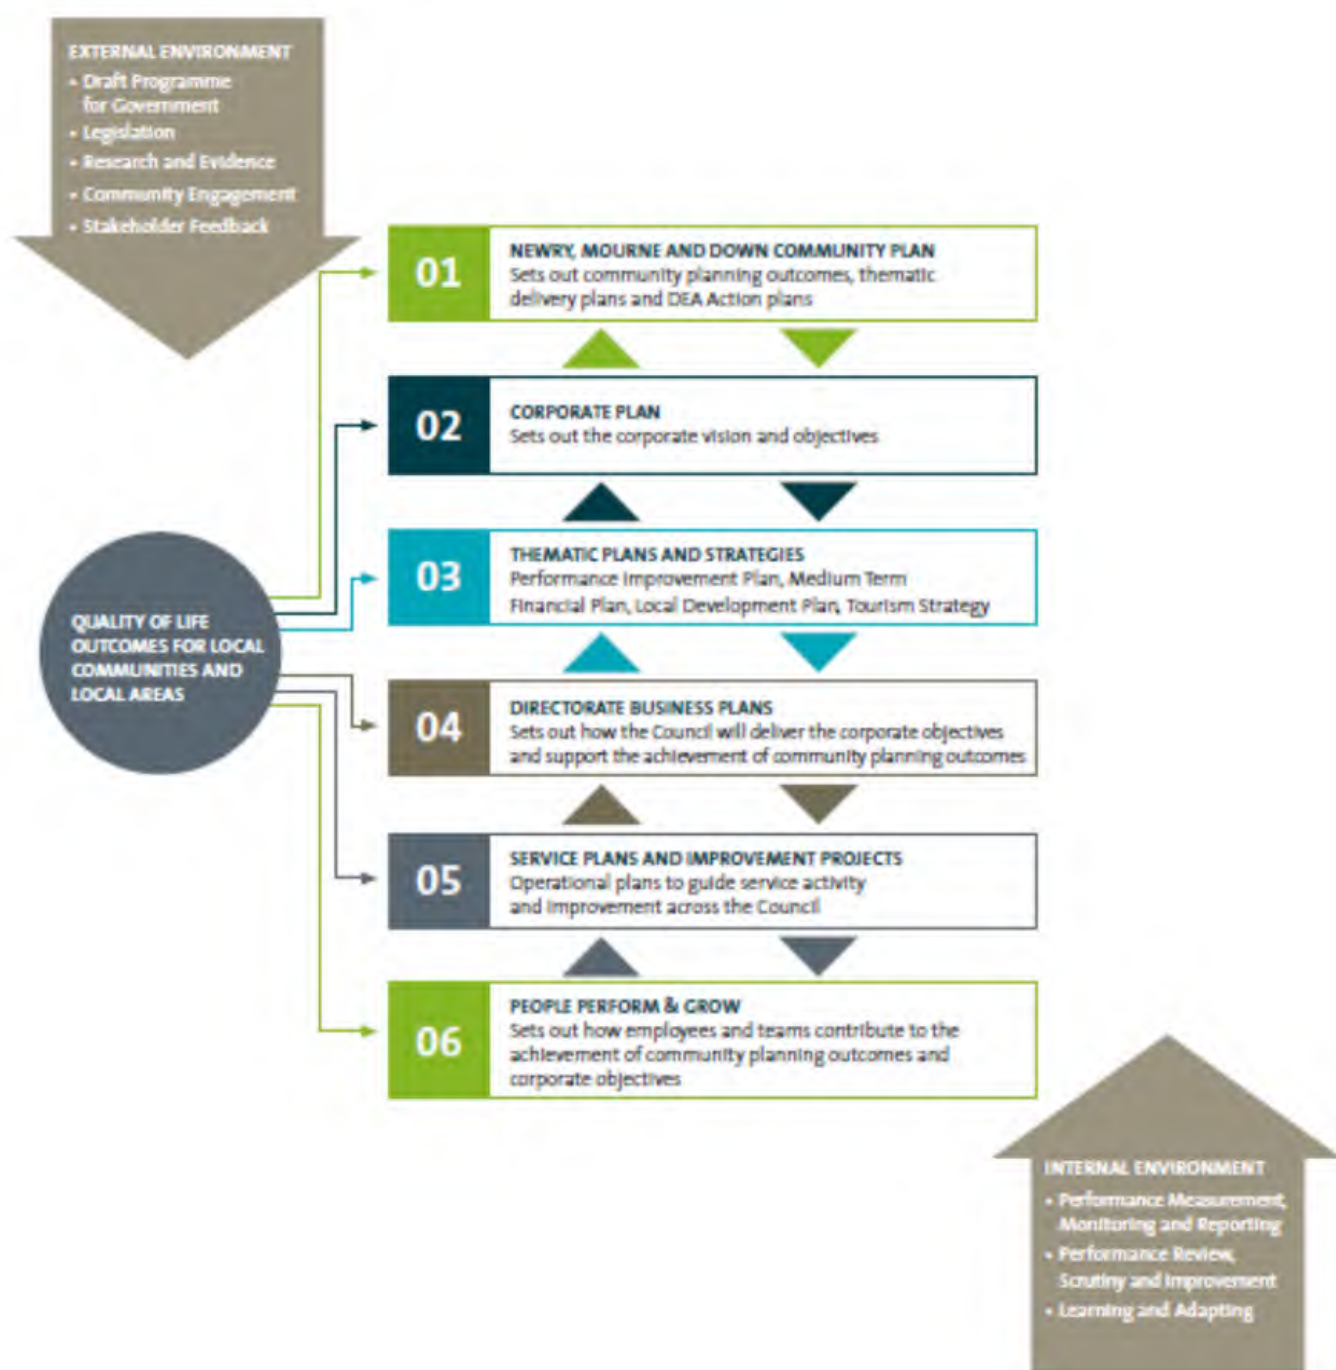 EXTERNAL ENVIRONMENT
• Draft Programme
for Government
• Legislation
• Research and Evidence
• Community Engagement
• Stakeholder Feedback
01
NEWRY, MOURNE AND DOWN COMMUNITY PLAN
Sets out community planning outcomes, thematic
delivery plans and DEA Action plans
02
CORPORATE PLAN
Sets out the corporate vision and objectives
03
THEMATIC PLANS AND STRATEGIES
Performance Improvement Plan, Medium Term
Financial Plan, Local Development Plan, Tourism Strategy
QUALITY OF LIFE
OUTCOMES FOR LOCAL
COMMUNITIES AND
LOCAL AREAS
04
DIRECTORATE BUSINESS PLANS
Sets out how the Council will deliver the corporate objectives
and support the achievement of community planning outcomes
05
SERVICE PLANS AND IMPROVEMENT PROJECTS
Operational plans to guide service activity
and improvement across the Council
06
PEOPLE PERFORM & GROW
Sets out how employees and teams contribute to the
achievement of community planning outcomes and
corporate objectives
INTERNAL ENVIRONMENT
• Performance Measurement,
Monitoring and Reporting
• Performance Review,
Scrutiny and Improvement
• Learning and Adapting